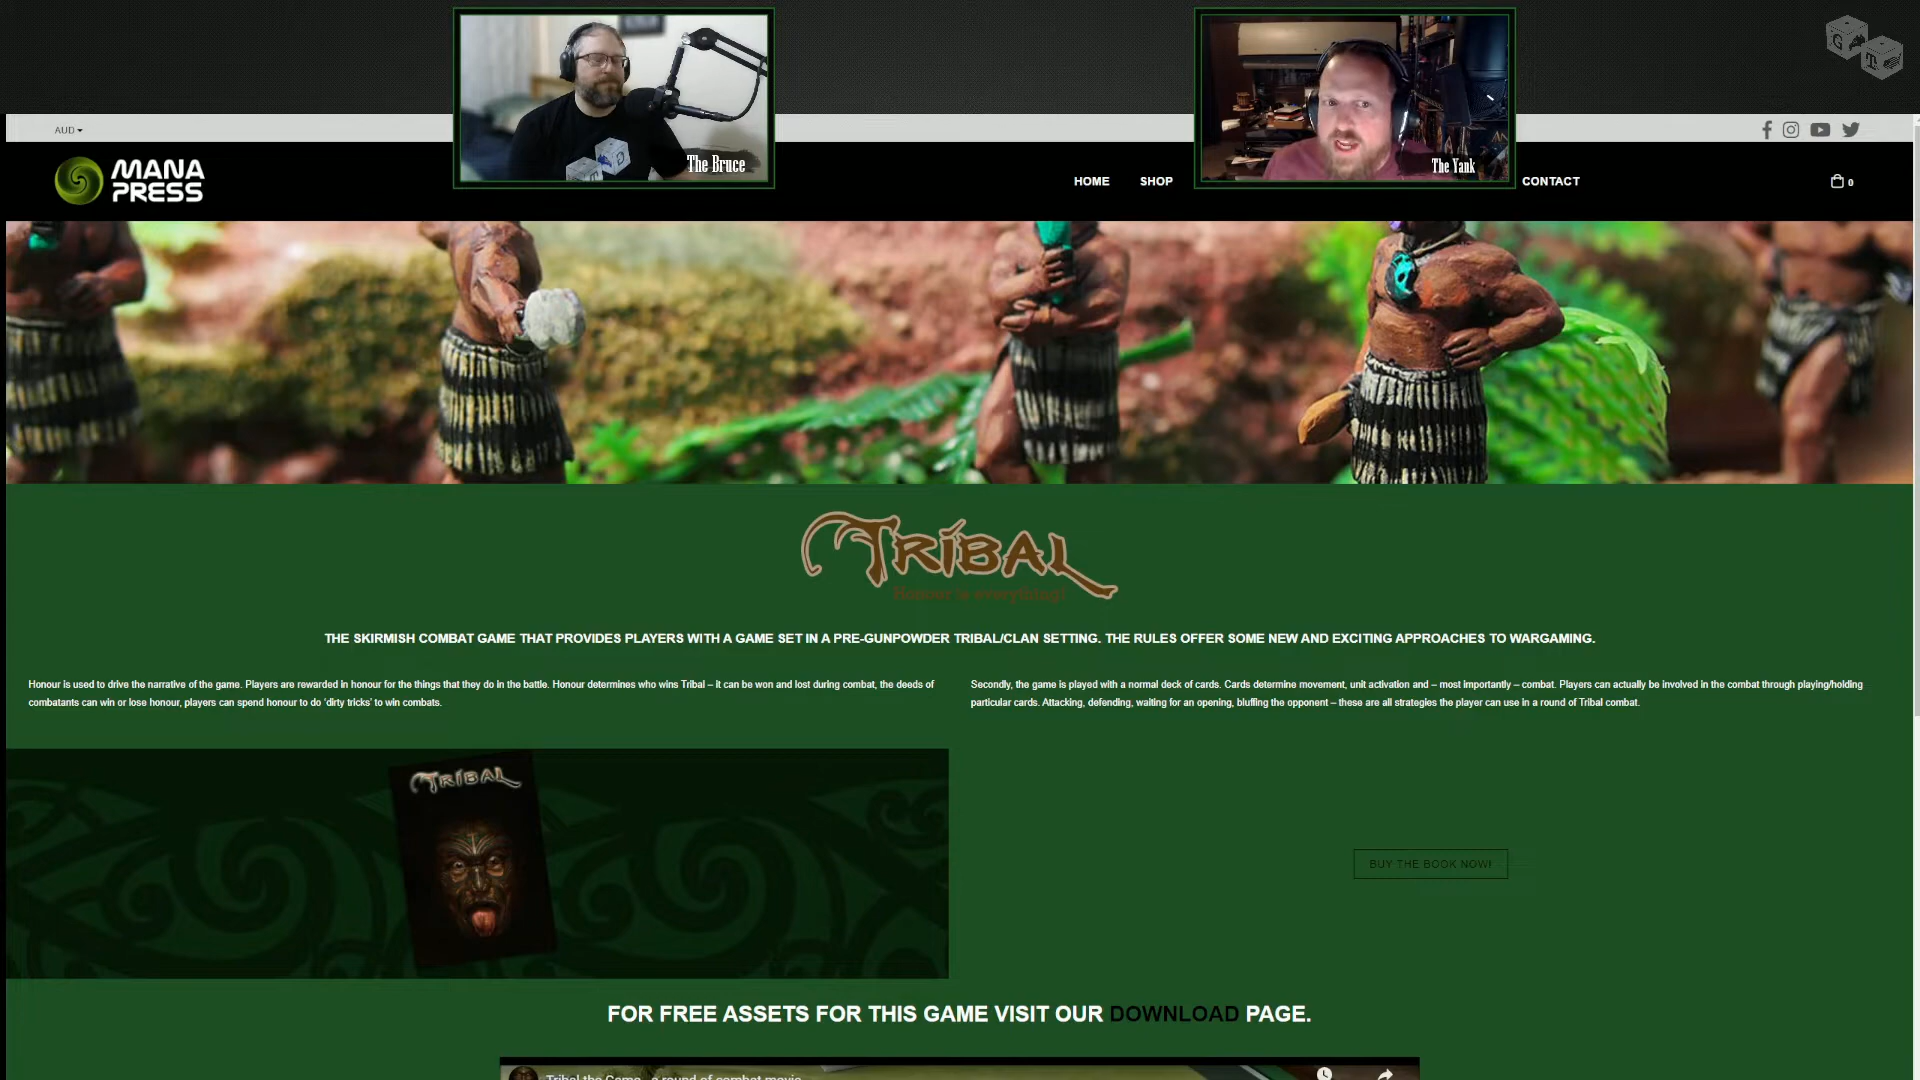 The Bruce
The Yank
G
T
AUD
MANA
PRESS
HOME
SHOP
CONTACT
0
TRIBAL
Honour is everything!
THE SKIRMISH COMBAT GAME THAT PROVIDES PLAYERS WITH A GAME SET IN A PRE-GUNPOWDER TRIBAL/CLAN SETTING. THE RULES OFFER SOME NEW AND EXCITING APPROACHES TO WARGAMING.
Honour is used to drive the narrative of the game. Players are rewarded in honour for the things that they do in the battle. Honour determines who wins Tribal – it can be won and lost during combat, the deeds of
combatants can win or lose honour, players can spend honour to do 'dirty tricks' to win combats.
Secondly, the game is played with a normal deck of cards. Cards determine movement, unit activation and – most importantly – combat. Players can actually be involved in the combat through playing/holding
particular cards. Attacking, defending, waiting for an opening, bluffing the opponent – these are all strategies the player can use in a round of Tribal combat.
TRIBAL
BUY THE BOOK NOW!
FOR FREE ASSETS FOR THIS GAME VISIT OUR DOWNLOAD PAGE.
Tribal the Game - a round of combat movie